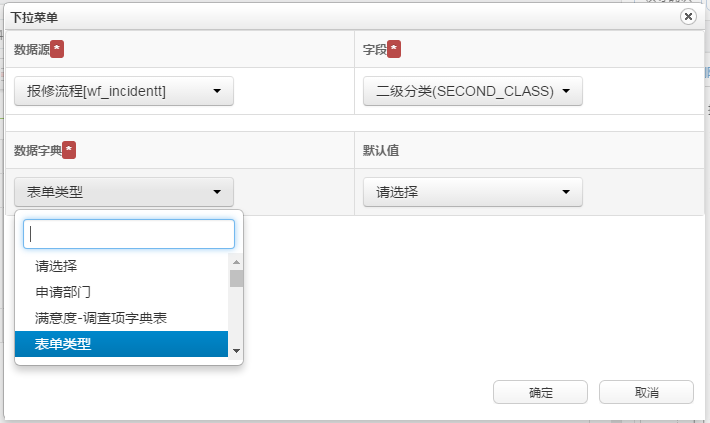 下拉菜单
数据源*
字段*
报修流程[wf_incidentt]
二级分类(SECOND_CLASS)
数据字典*
默认值
表单类型
请选择
请选择
申请部门
满意度-调查项字典表
表单类型
确定
取消